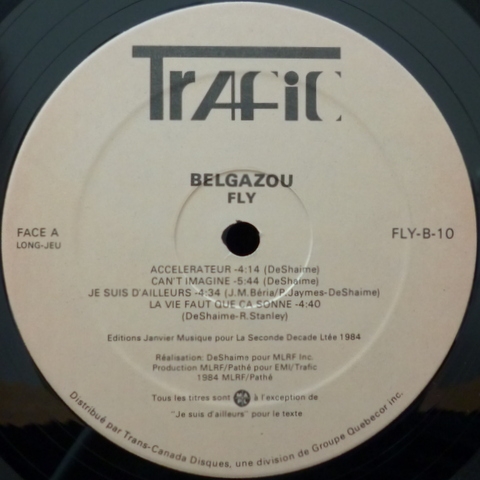 TRAFIC
BELGAZOU
FLY
FACE A
LONG-JEU
FLY-B-10
ACCELERATEUR -4:14 (DeShaime)
CAN'T IMAGINE -5:44 (DeShaime)
JE SUIS D'AILLEURS -4:34 (J.M.Béria/P.Jaymes-DeShaime)
LA VIE FAUT QUE ÇA SONNE -4:40
(DeShaime-R.Stanley)
Editions Janvier Musique pour La Seconde Decade Ltée 1984
Réalisation: DeShaims pour MLRF Inc.
Production MLRF/Pathé pour EMI/Trafic
1984 MLRF/Pathé
Tous les titres sont à l'exception de
"Je suis d'ailleurs" pour le texte
Distribué par Trans-Canada Disques, une division de Groupe Quebecor inc.